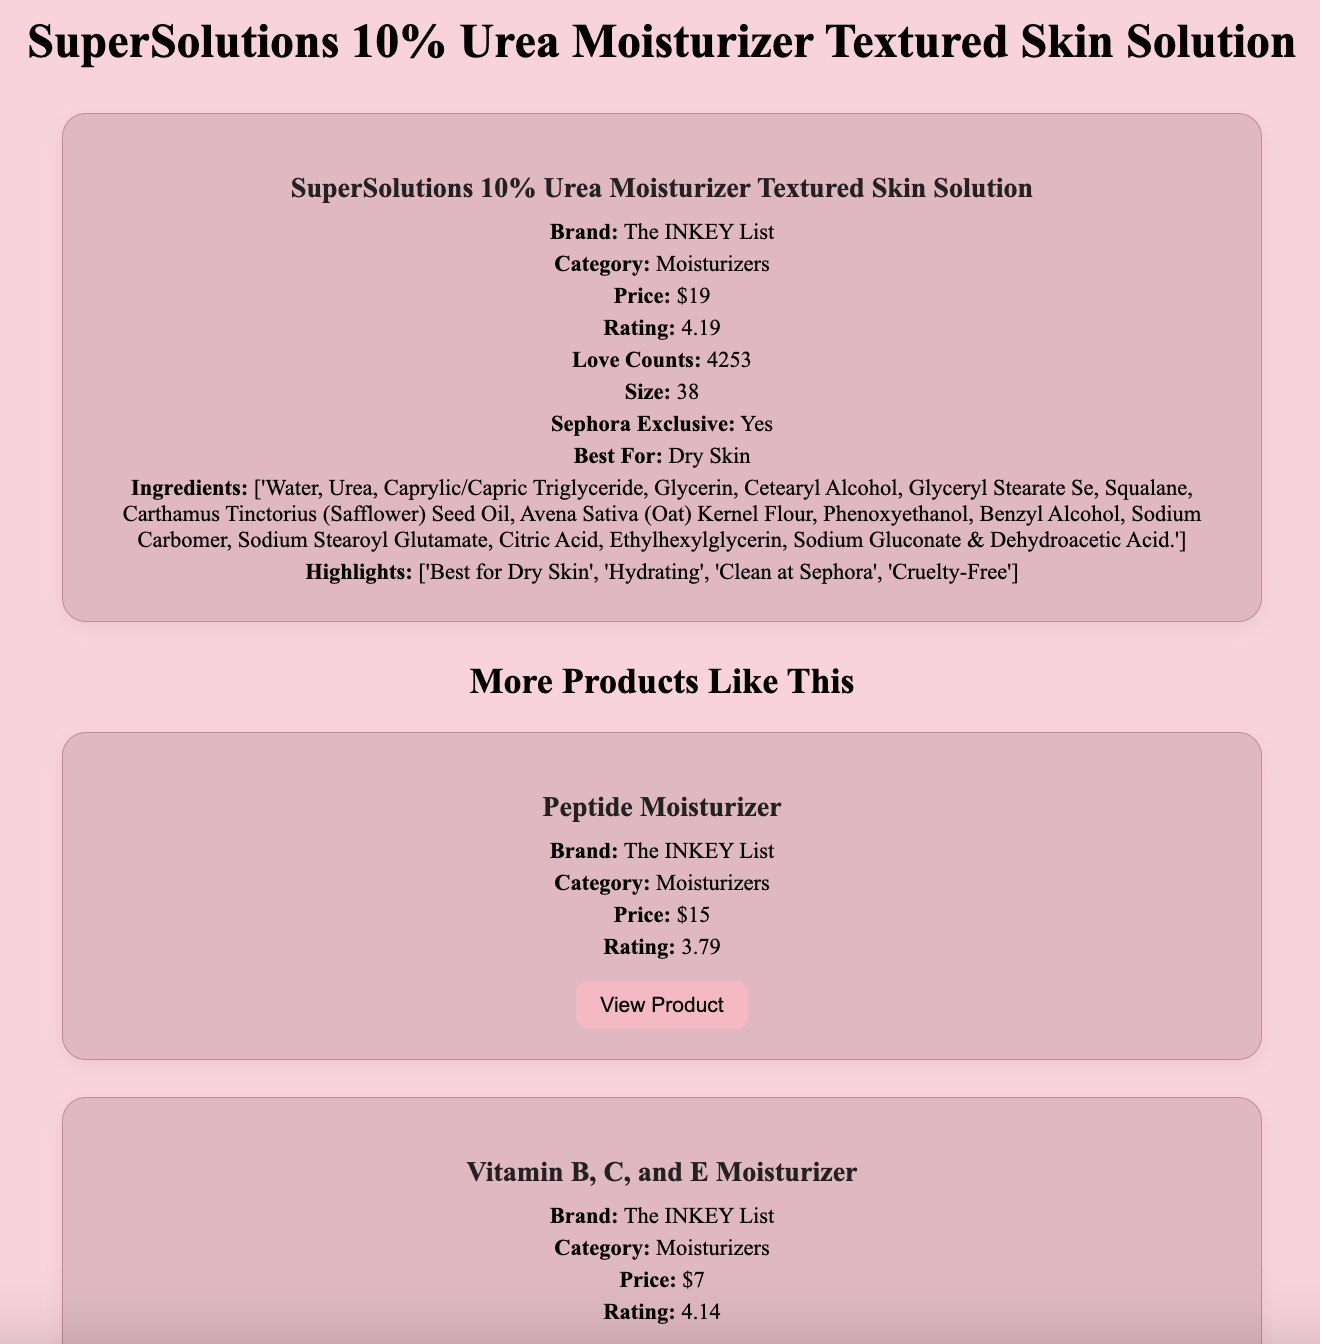 SuperSolutions 10% Urea Moisturizer Textured Skin Solution
SuperSolutions 10% Urea Moisturizer Textured Skin Solution
Brand: The INKEY List
Category: Moisturizers
Price: $19
Rating: 4.19
Love Counts: 4253
Size: 38
Sephora Exclusive: Yes
Best For: Dry Skin
Ingredients: ['Water, Urea, Caprylic/Capric Triglyceride, Glycerin, Cetearyl Alcohol, Glyceryl Stearate Se, Squalane,
Carthamus Tinctorius (Safflower) Seed Oil, Avena Sativa (Oat) Kernel Flour, Phenoxyethanol, Benzyl Alcohol, Sodium
Carbomer, Sodium Stearoyl Glutamate, Citric Acid, Ethylhexylglycerin, Sodium Gluconate & Dehydroacetic Acid.']
Highlights: ['Best for Dry Skin', 'Hydrating', 'Clean at Sephora', 'Cruelty-Free']
More Products Like This
Peptide Moisturizer
Brand: The INKEY List
Category: Moisturizers
Price: $15
Rating: 3.79
View Product
Vitamin B, C, and E Moisturizer
Brand: The INKEY List
Category: Moisturizers
Price: $7
Rating: 4.14